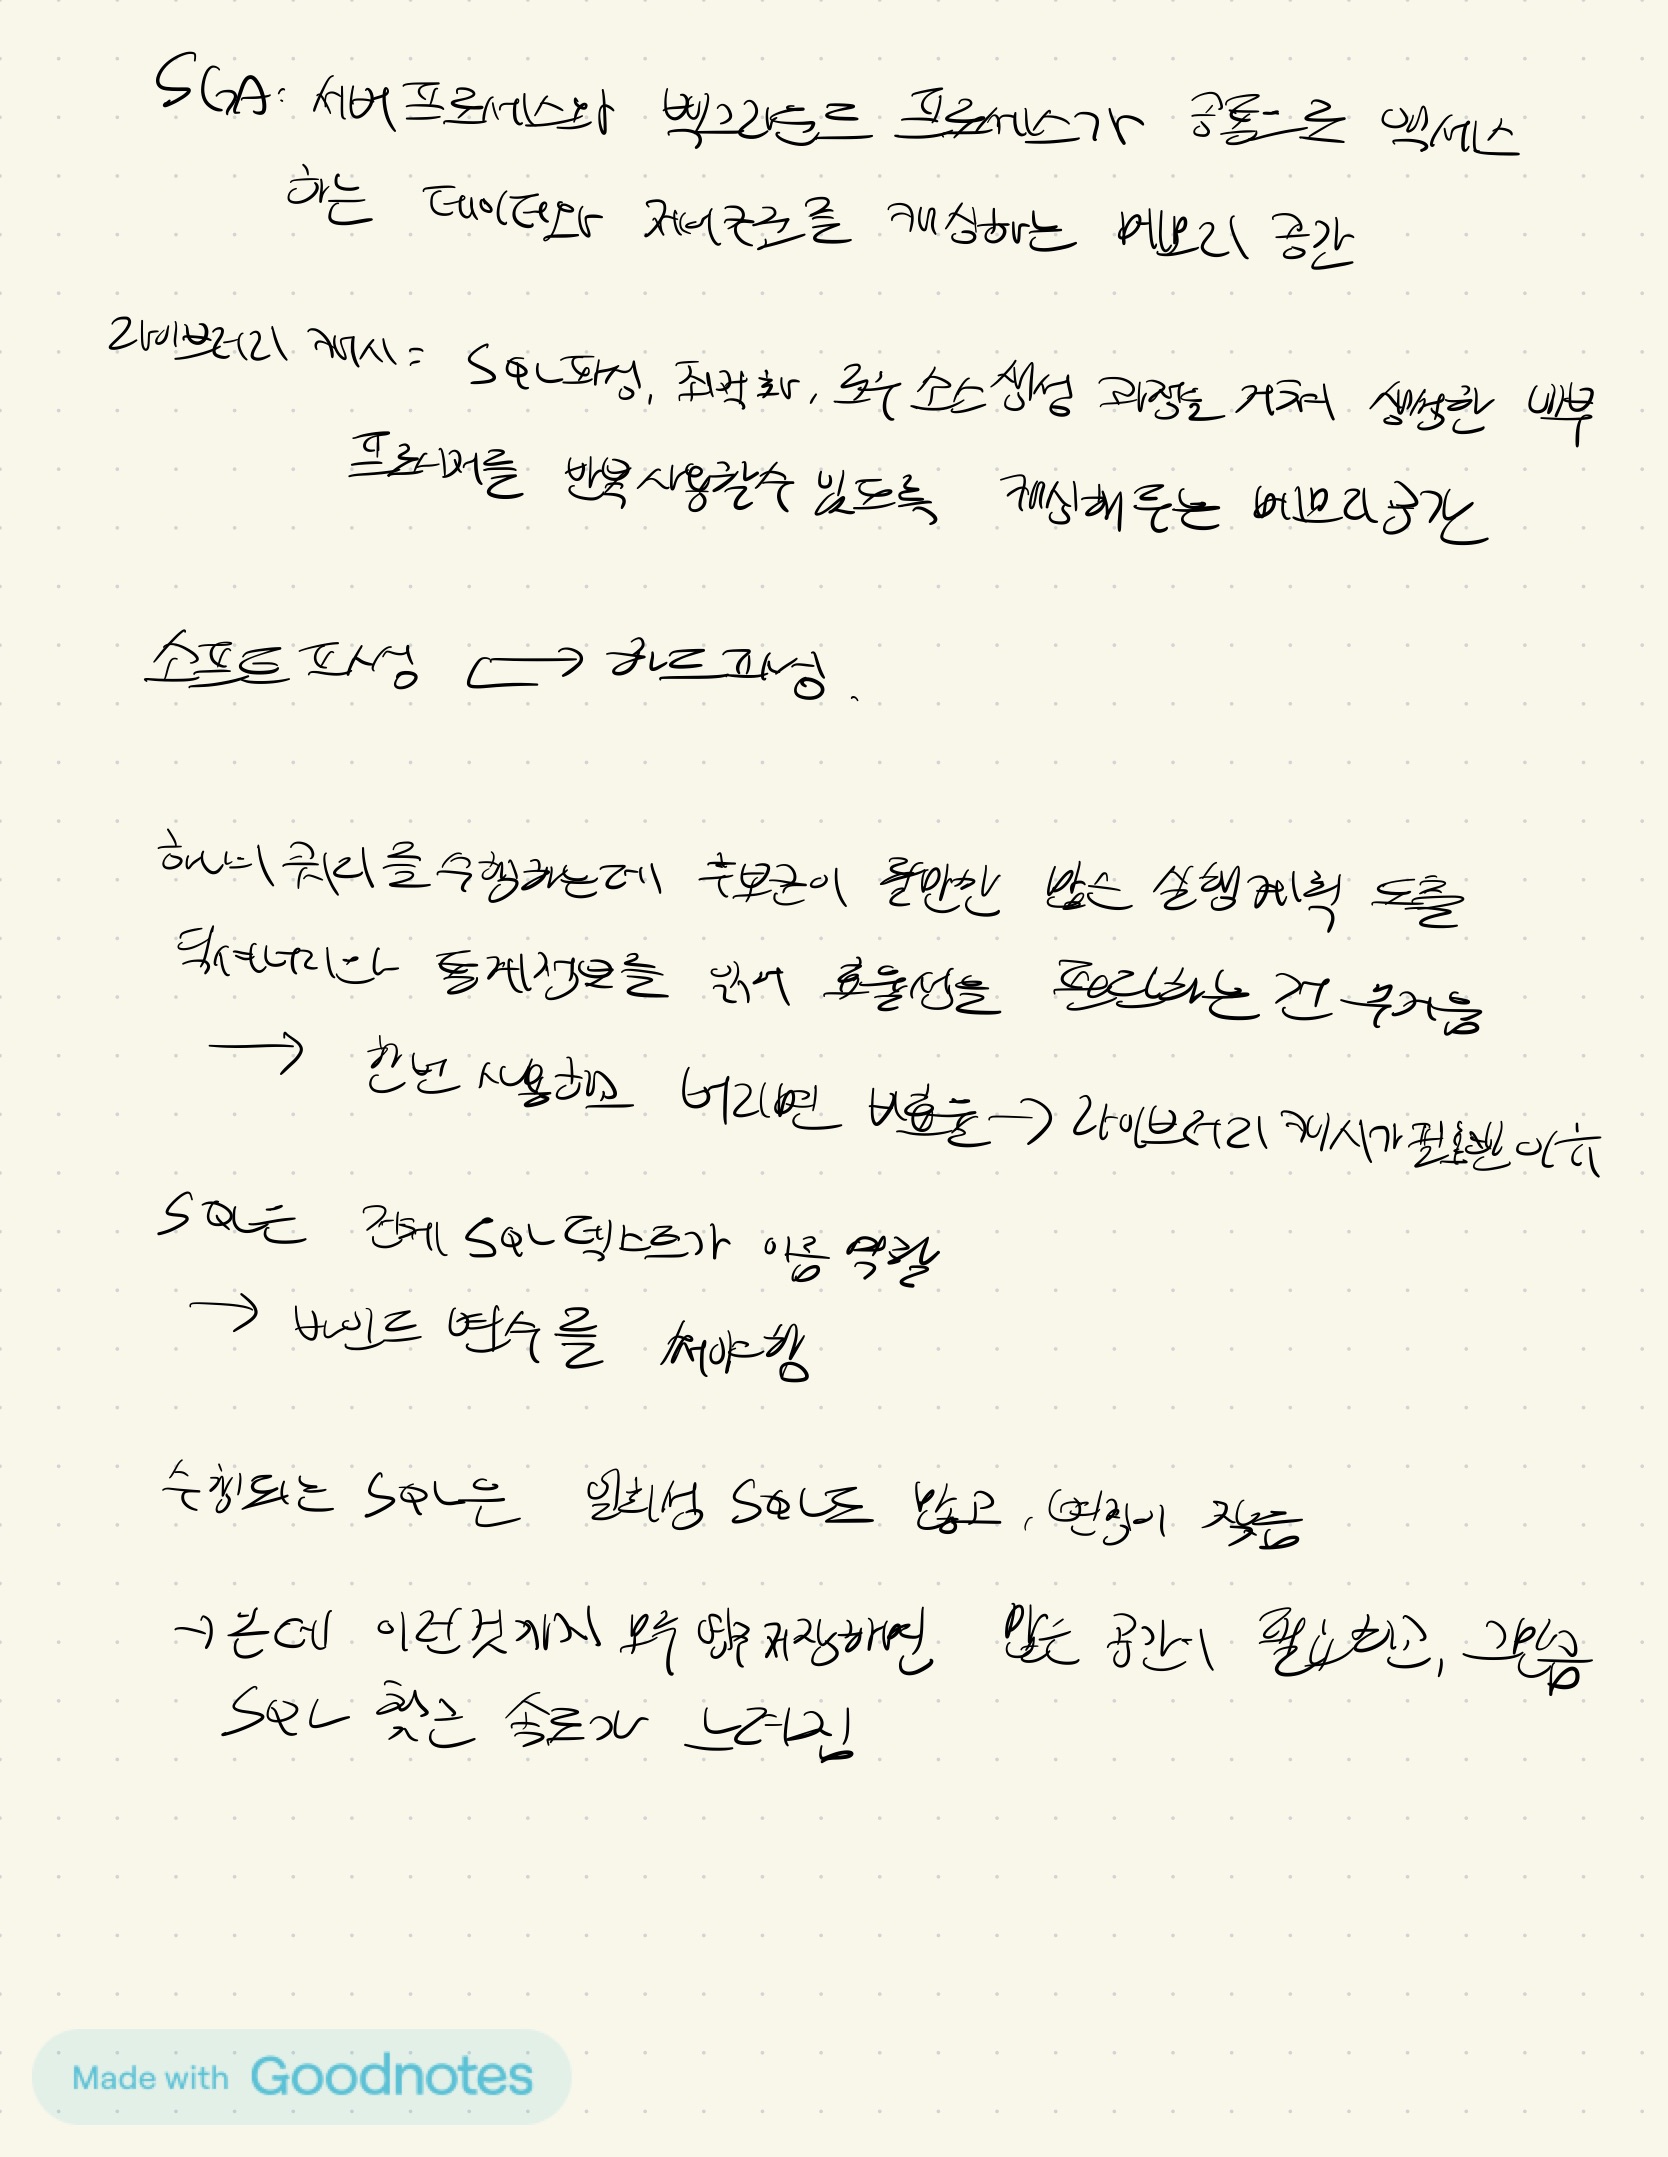 SGA: 서버프로세스와 백그라운드 프로세스가 공통으로 액세스
하는 데이터와 제어구조를 캐싱하는 메모리 공간
라이브러리 캐시: SQL파싱, 최적화, 로우 소스생성 과정을 거쳐 생성한 내부
프로시저를 반복사용할수 있도록 캐싱해두는 메모리공간
소프트파싱 ⟷ 하드파싱.
하나의 쿼리를 수행하는데 후보군이 될만한 많은 실행계획 도출
딕셔너리와 통계정보를 읽어 효율성을 판단하는건 무거움
→ 한번 사용하고 버리면 비효율 → 라이브러리 캐시가 필요한 이유
SQL은 전체 SQL 텍스트가 이름 역할
→ 바인드 변수를 써야함
수행되는 SQL은 일회성 SQL도 많고, 변경이 잦음
→ 근데 이런것까지 모두 저장하면 많은 공간이 필요하고, 그만큼
SQL 찾는 속도가 느려짐
Made with Goodnotes